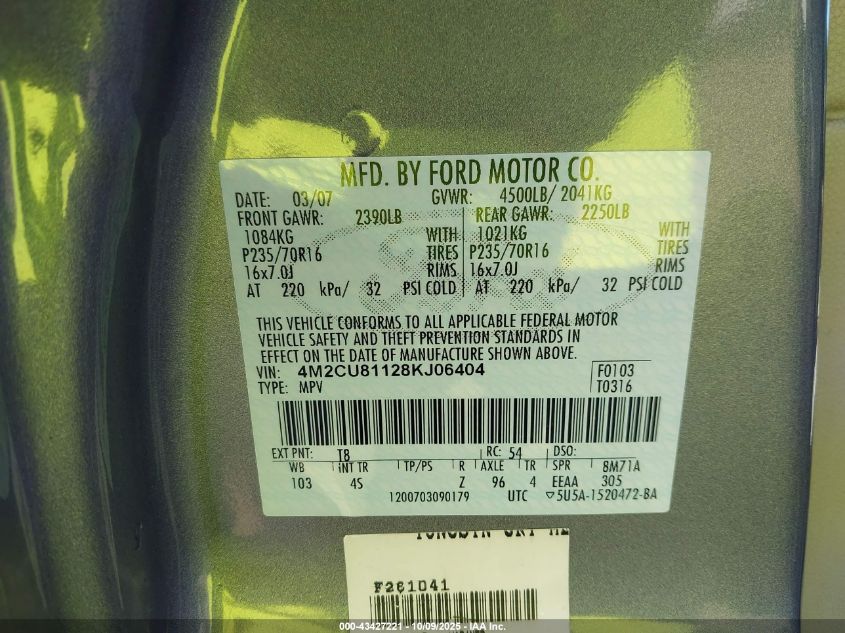 MFD. BY FORD MOTOR CO.
DATE: 03/07 GVWR: 4500LB/ 2041KG
FRONT GAWR: 2390LB REAR GAWR: 2250LB
1084KG WITH 1021KG WITH
P235/70R16 TIRES P235/70R16 TIRES
16x7.0J RIMS 16x7.0J RIMS
AT 220 kPa/ 32 PSI COLD AT 220 kPa/ 32 PSI COLD
THIS VEHICLE CONFORMS TO ALL APPLICABLE FEDERAL MOTOR
VEHICLE SAFETY AND THEFT PREVENTION STANDARDS IN
EFFECT ON THE DATE OF MANUFACTURE SHOWN ABOVE.
VIN: 4M2CU81128KJ06404 F0103
TYPE: MPV T0316
EXT PNT: T8 RC: 54 DSO:
WB INT TR TP/PS R AXLE TR SPR 8M71A
103 4S Z 96 4 EEAA 305
1200703090179 UTC 5U5A-1520472-BA
F261041
000-43427221 - 10/09/2025 - IAA Inc.